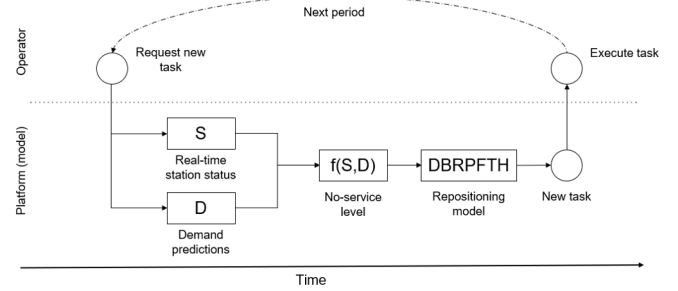 Next period
Operator
Request new
task
Execute task
Platform (model)
S
Real-time
station status
D
Demand
predictions
f(S,D)
No-service
level
DBRPFTH
Repositioning
model
New task
Time